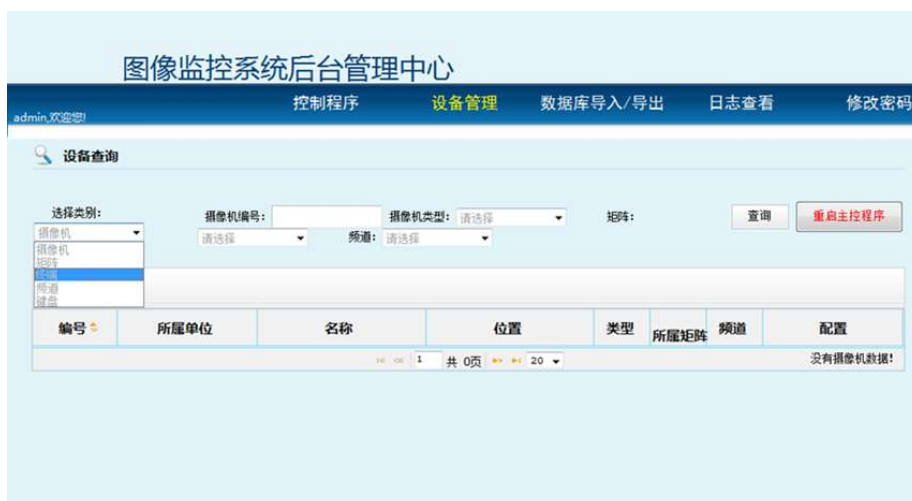 图像监控系统后台管理中心
admin,欢迎您!
控制程序 设备管理 数据库导入/导出 日志查看 修改密码
设备查询
选择类别: 摄像机编号: 摄像机类型: 请选择 矩阵: 查询 重启主控程序
摄像机 请选择 频道: 请选择
摄像机
矩阵
终端
频道
键盘
编号 所属单位 名称 位置 类型 所属矩阵 频道 配置
1 共 0页 20 没有摄像机数据!